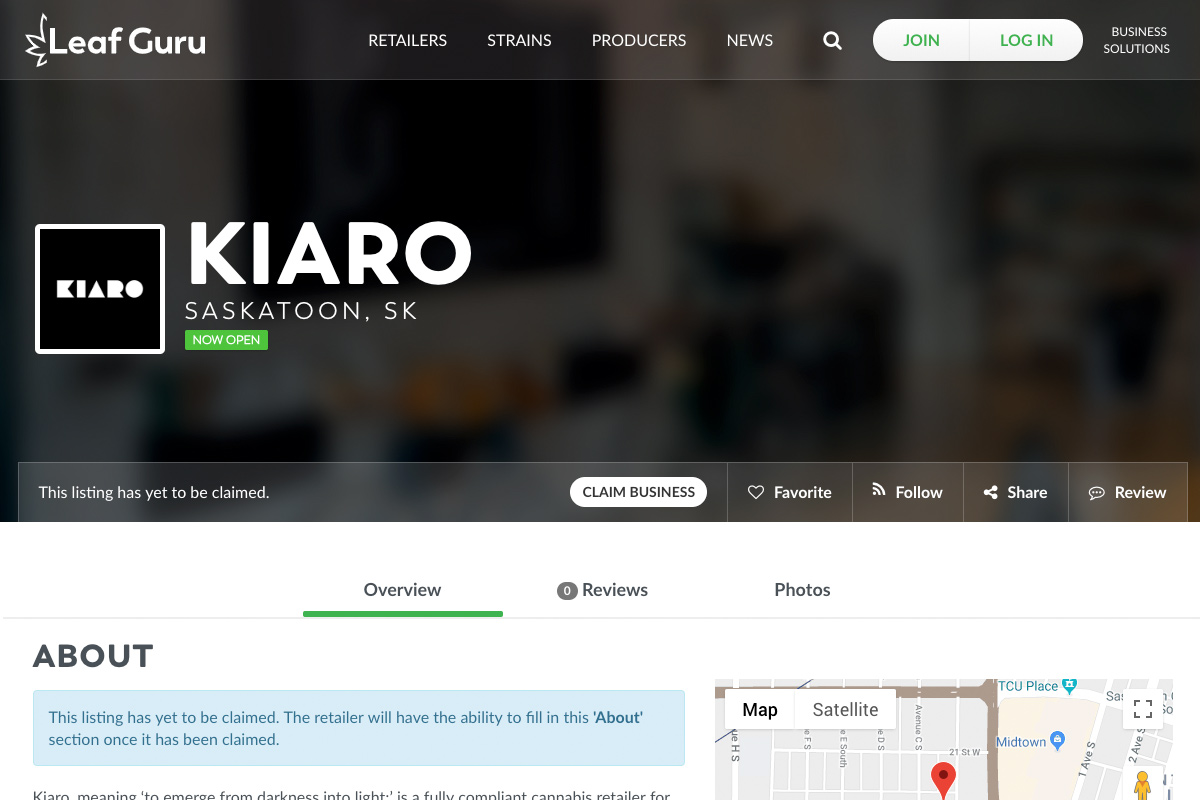 Leaf Guru
RETAILERS
STRAINS
PRODUCERS
NEWS
JOIN
LOG IN
BUSINESS
SOLUTIONS
KIARO
KIARO
SASKATOON, SK
NOW OPEN
This listing has yet to be claimed.
CLAIM BUSINESS
Favorite
Follow
Share
Review
Overview
0 Reviews
Photos
ABOUT
This listing has yet to be claimed. The retailer will have the ability to fill in this 'About'
section once it has been claimed.
Kiaro, meaning ‘to emerge from darkness into light;’ is a fully compliant cannabis retailer for
Map
Satellite
TCU Place
Midtown
21 St W
Avenue C S
1 Ave S
2 Ave S